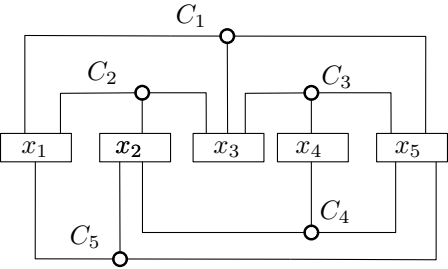 C₁
C₂ C₃
x₁ x₂ x₃ x₄ x₅
C₄
C₅